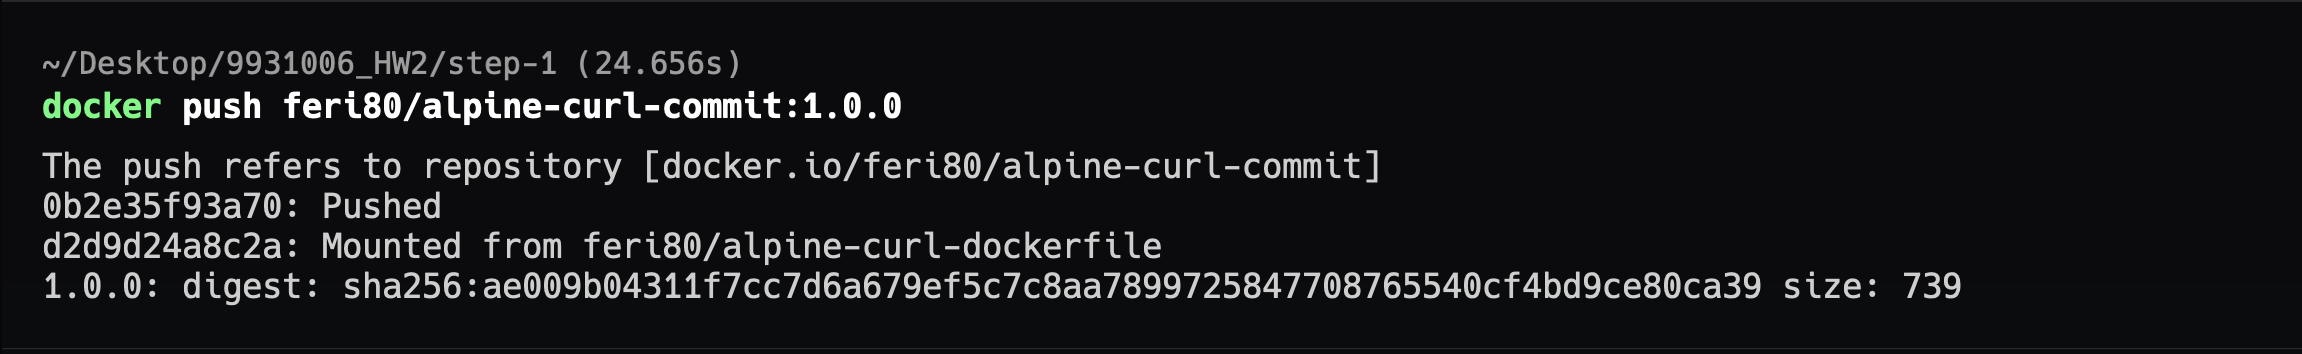 ~/Desktop/9931006_HW2/step-1 (24.656s)
docker push feri80/alpine-curl-commit:1.0.0
The push refers to repository [docker.io/feri80/alpine-curl-commit]
0b2e35f93a70: Pushed
d2d9d24a8c2a: Mounted from feri80/alpine-curl-dockerfile
1.0.0: digest: sha256:ae009b04311f7cc7d6a679ef5c7c8aa7899725847708765540cf4bd9ce80ca39 size: 739